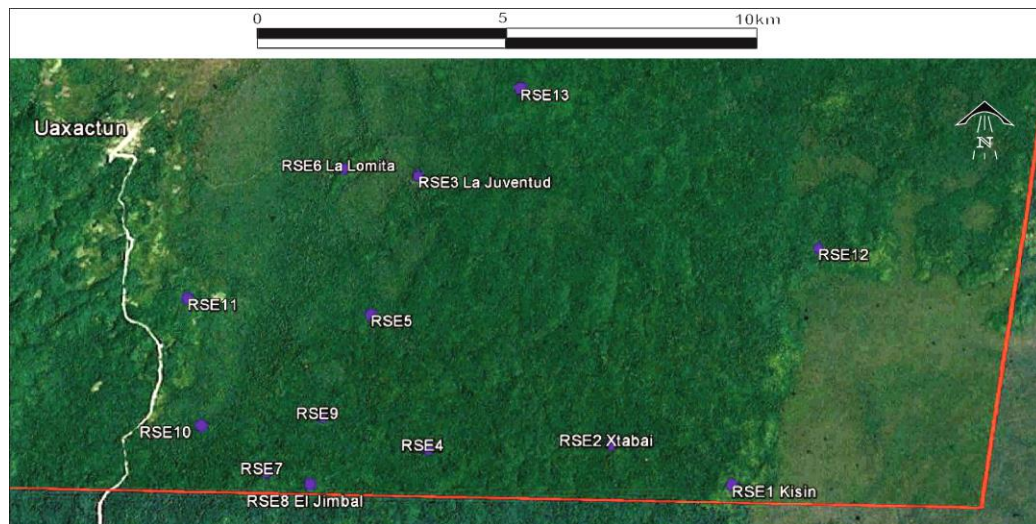 0 5 10km
RSE13
Uaxactun
RSE6 La Lomita
RSE3 La Juventud
N
RSE12
RSE11
RSE5
RSE9
RSE10
RSE4
RSE2 Xtabai
RSE7
RSE1 Kisin
RSE8 El Jimbal